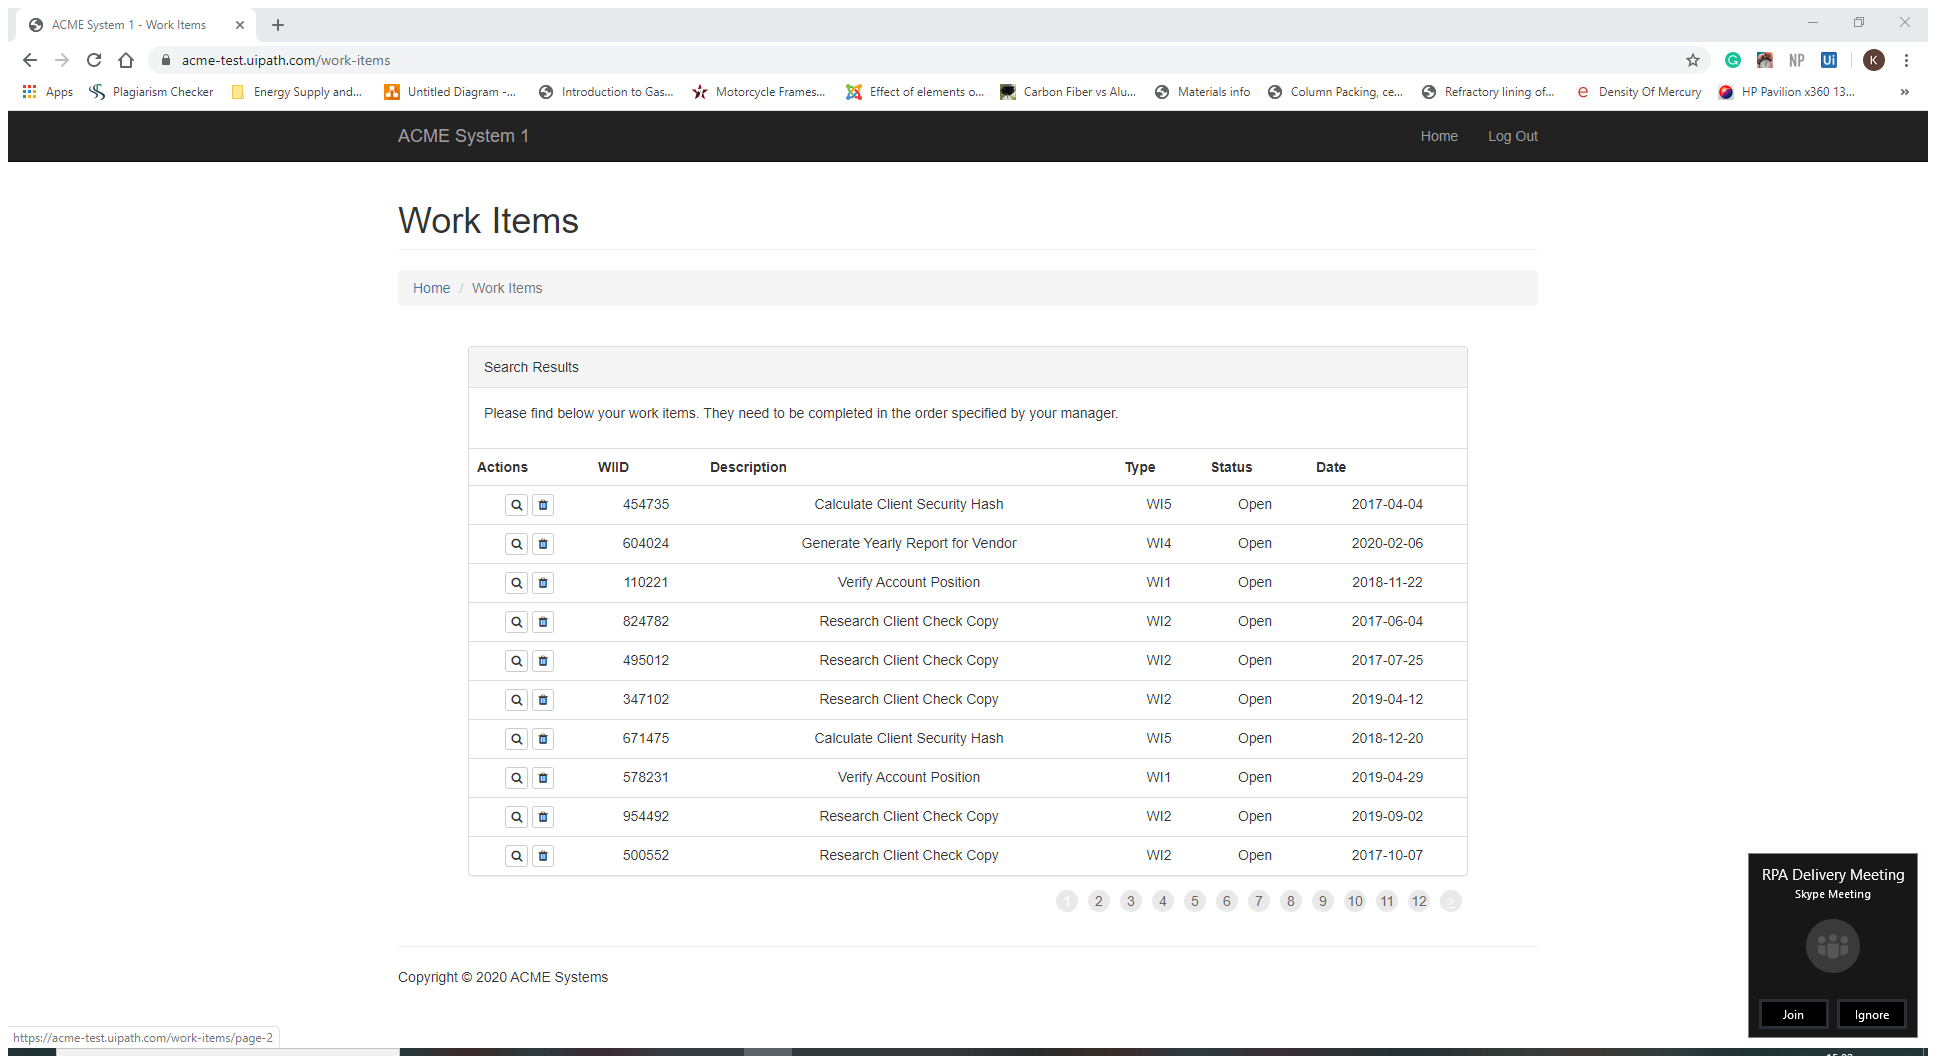 ACME System 1 - Work Items
acme-test.uipath.com/work-items
NP Ui K
Apps Plagiarism Checker Energy Supply and... Untitled Diagram -... Introduction to Gas... Motorcycle Frames... Effect of elements o... Carbon Fiber vs Alu... Materials info Column Packing, ce... Refractory lining of... Density Of Mercury HP Pavilion x360 13... »
ACME System 1 Home Log Out
Work Items
Home / Work Items
Search Results
Please find below your work items. They need to be completed in the order specified by your manager.
Actions WIID Description Type Status Date
454735 Calculate Client Security Hash WI5 Open 2017-04-04
604024 Generate Yearly Report for Vendor WI4 Open 2020-02-06
110221 Verify Account Position WI1 Open 2018-11-22
824782 Research Client Check Copy WI2 Open 2017-06-04
495012 Research Client Check Copy WI2 Open 2017-07-25
347102 Research Client Check Copy WI2 Open 2019-04-12
671475 Calculate Client Security Hash WI5 Open 2018-12-20
578231 Verify Account Position WI1 Open 2019-04-29
954492 Research Client Check Copy WI2 Open 2019-09-02
500552 Research Client Check Copy WI2 Open 2017-10-07
1 2 3 4 5 6 7 8 9 10 11 12 >
Copyright © 2020 ACME Systems
RPA Delivery Meeting
Skype Meeting
Join Ignore
https://acme-test.uipath.com/work-items/page-2